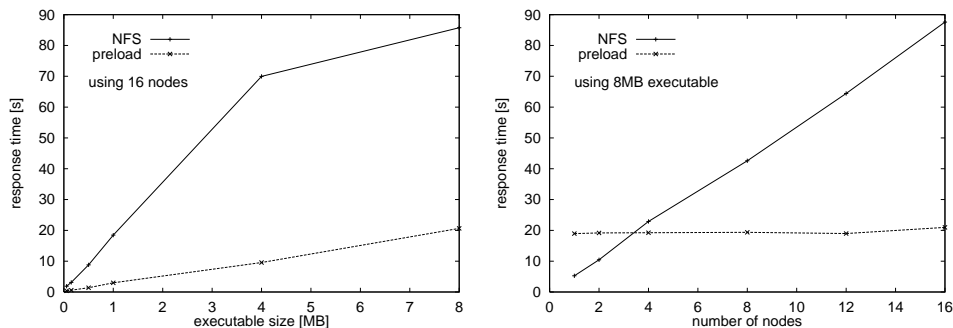 90
80
70
60
50
40
30
20
10
0
response time [s]
NFS
preload
using 16 nodes
0 1 2 3 4 5 6 7 8
executable size [MB]
90
80
70
60
50
40
30
20
10
0
response time [s]
NFS
preload
using 8MB executable
0 2 4 6 8 10 12 14 16
number of nodes